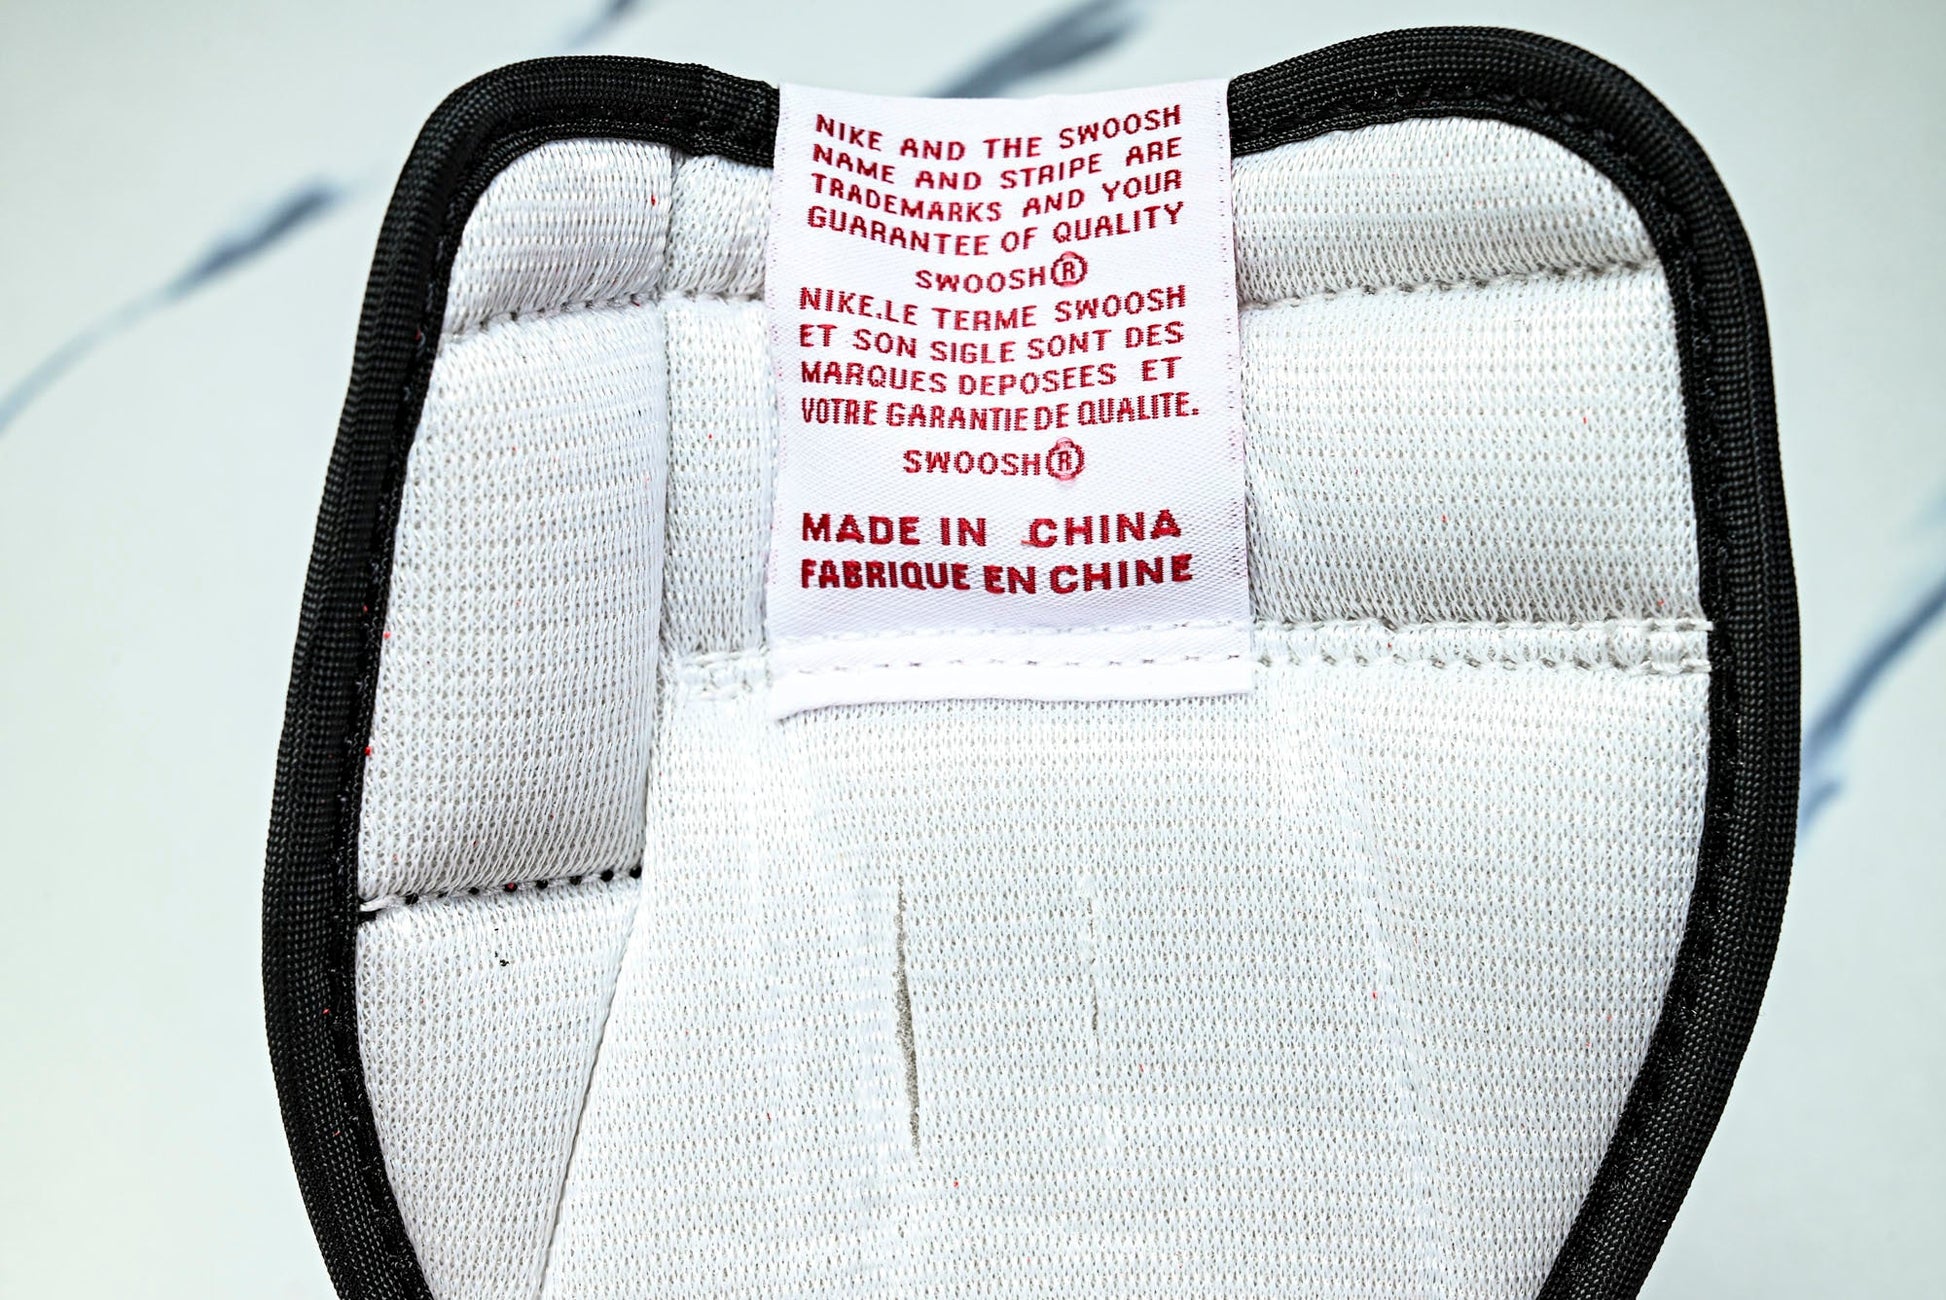 NIKE AND THE SWOOSH
NAME AND STRIPE ARE
TRADEMARKS AND YOUR
GUARANTEE OF QUALITY
SWOOSH®
NIKE.LE TERME SWOOSH
ET SON SIGLE SONT DES
MARQUES DEPOSEES ET
VOTRE GARANTIE DE QUALITE.
SWOOSH®
MADE IN CHINA
FABRIQUE EN CHINE